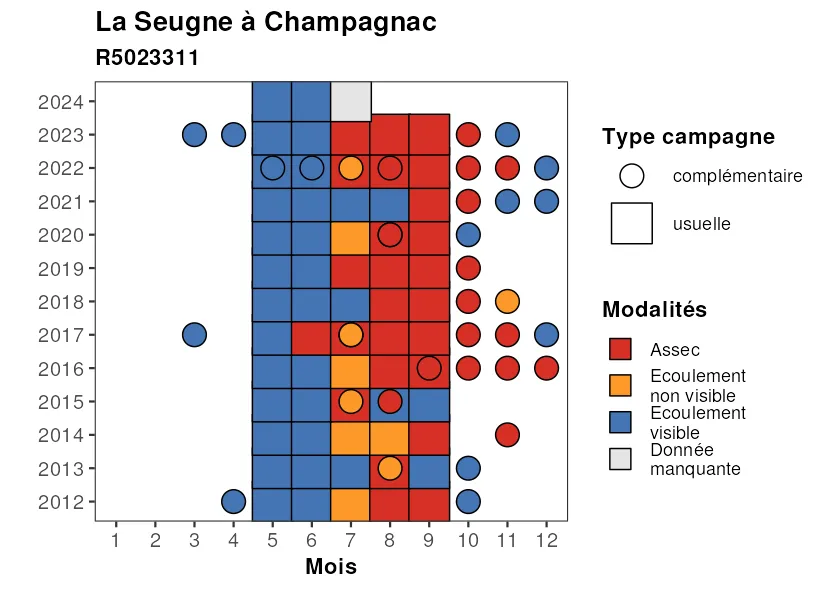 La Seugne à Champagnac
R5023311
2024
2023
2022
2021
2020
2019
2018
2017
2016
2015
2014
2013
2012
1 2 3 4 5 6 7 8 9 10 11 12
Mois
Type campagne
complémentaire
usuelle
Modalités
Assec
Ecoulement
non visible
Ecoulement
visible
Donnée
manquante